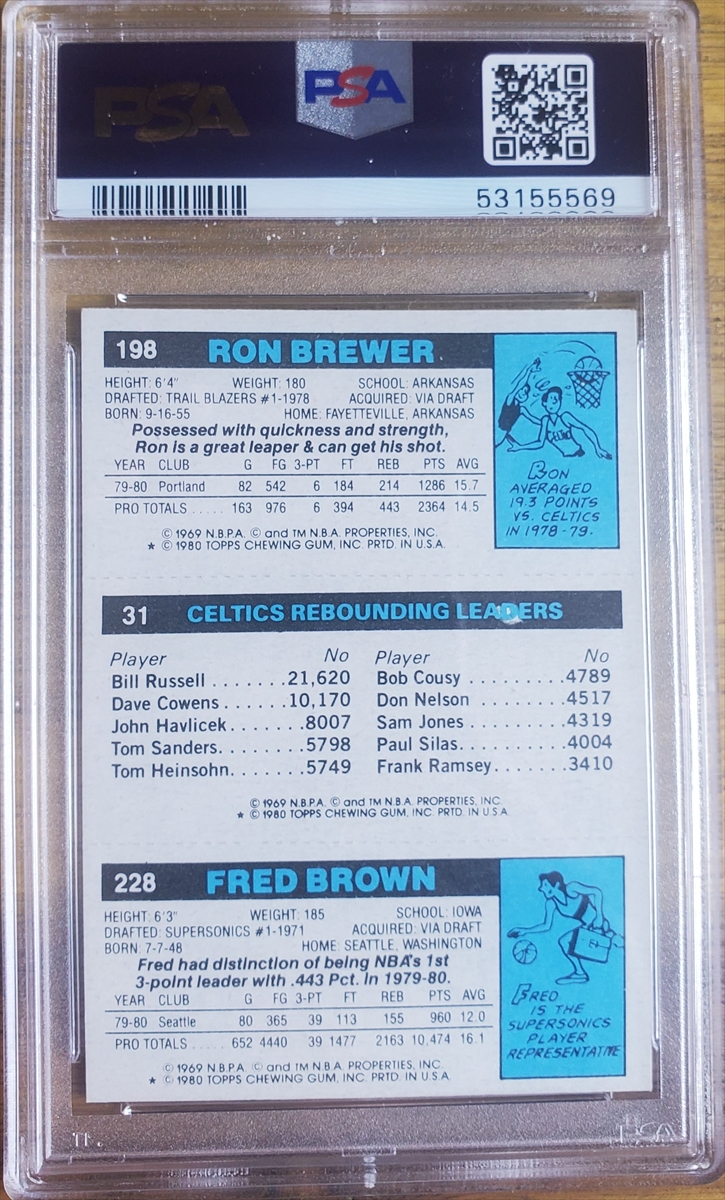 PSA PSA
53155569
198 RON BREWER
HEIGHT: 6'4" WEIGHT: 180 SCHOOL: ARKANSAS
DRAFTED: TRAIL BLAZERS #1-1978 ACQUIRED: VIA DRAFT
BORN: 9-16-55 HOME: FAYETTEVILLE, ARKANSAS
Possessed with quickness and strength,
Ron is a great leaper & can get his shot.
YEAR CLUB G FG 3-PT FT REB PTS AVG
79-80 Portland 82 542 6 184 214 1286 15.7
PRO TOTALS ..... 163 976 6 394 443 2364 14.5
© 1969 N.B.P.A. © and TM N.B.A. PROPERTIES, INC.
★ © 1980 TOPPS CHEWING GUM, INC. PRTD. IN U.S.A.
CELTICS
RON
AVERAGED
19.3 POINTS
VS. CELTICS
IN 1978-79.
31 CELTICS REBOUNDING LEADERS
Player No Player No
Bill Russell .......21,620 Bob Cousy .........4789
Dave Cowens .......10,170 Don Nelson ........4517
John Havlicek.......8007 Sam Jones ........4319
Tom Sanders........5798 Paul Silas..........4004
Tom Heinsohn.......5749 Frank Ramsey.......3410
© 1969 N.B.P.A. © and TM N.B.A. PROPERTIES, INC.
★ © 1980 TOPPS CHEWING GUM, INC. PRTD. IN U.S.A.
228 FRED BROWN
HEIGHT: 6'3" WEIGHT: 185 SCHOOL: IOWA
DRAFTED: SUPERSONICS #1-1971 ACQUIRED: VIA DRAFT
BORN: 7-7-48 HOME: SEATTLE, WASHINGTON
Fred had distinction of being NBA's 1st
3-point leader with .443 Pct. in 1979-80.
YEAR CLUB G FG 3-PT FT REB PTS AVG
79-80 Seattle 80 365 39 113 155 960 12.0
PRO TOTALS ..... 652 4440 39 1477 2163 10,474 16.1
© 1969 N.B.P.A. © and TM N.B.A. PROPERTIES, INC.
★ © 1980 TOPPS CHEWING GUM, INC. PRTD. IN U.S.A.
FRED
IS THE
SUPERSONICS
PLAYER
REPRESENTATIVE
PSA